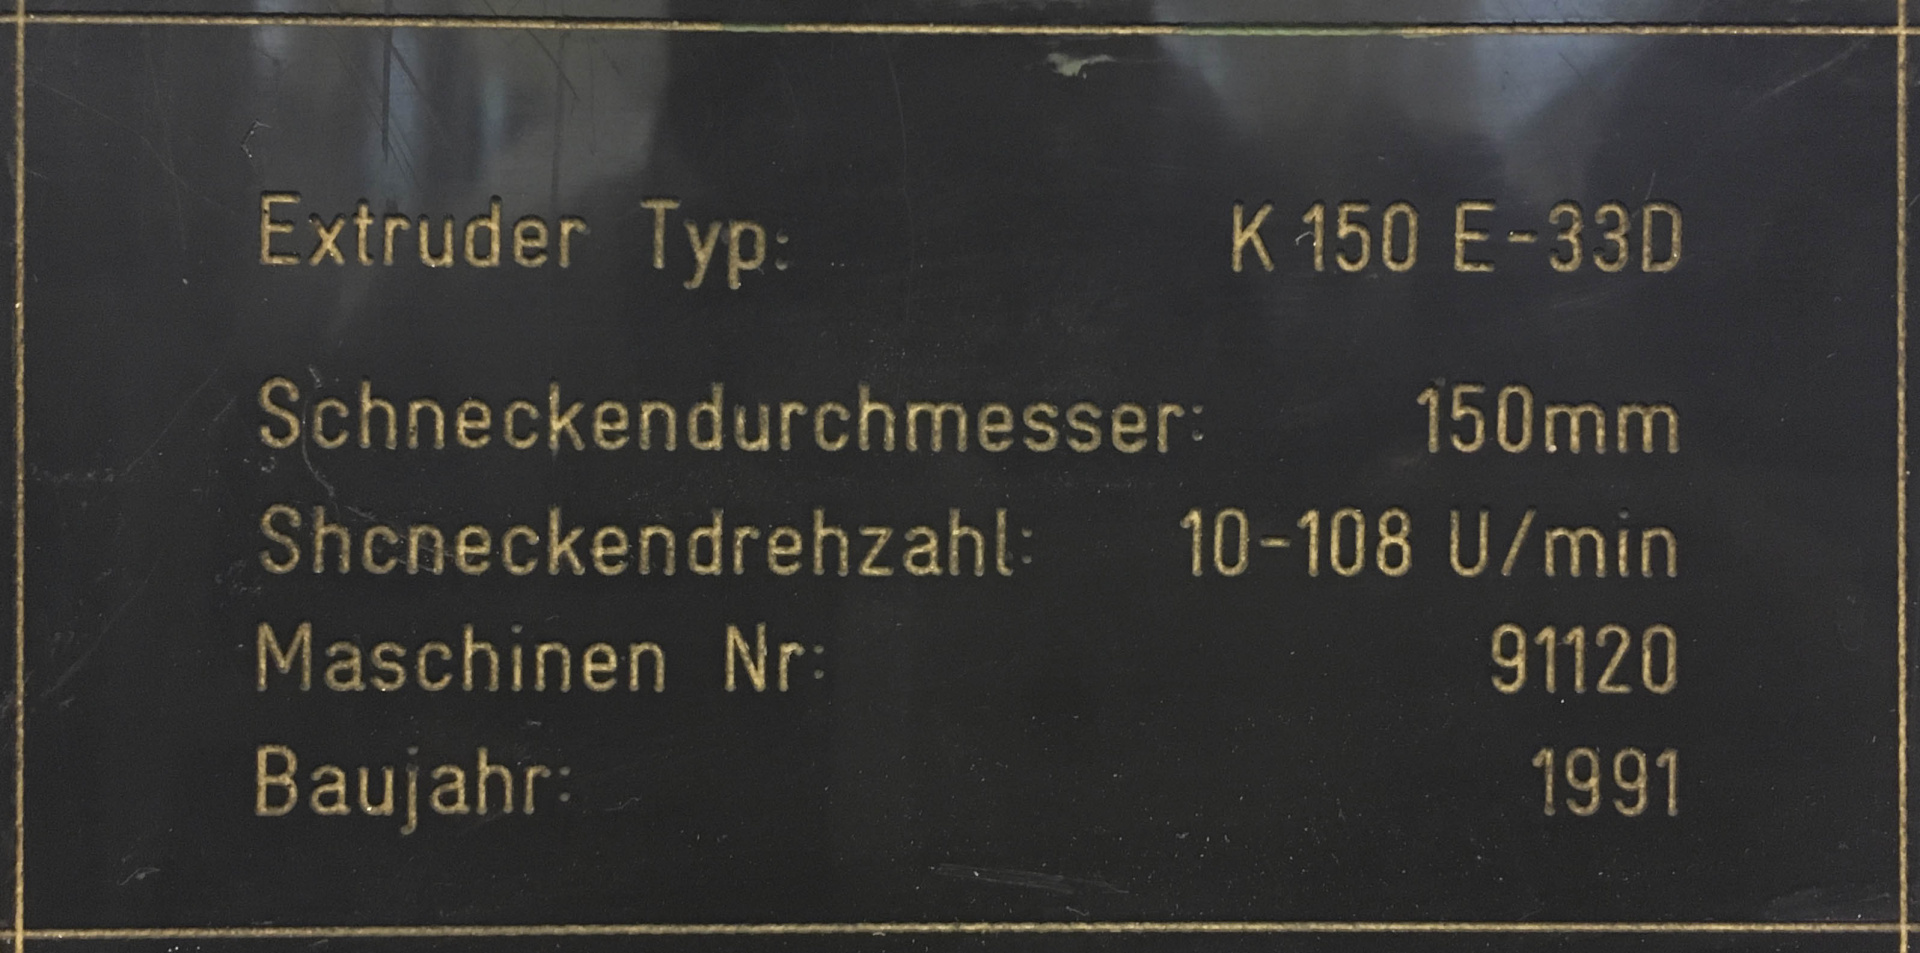 Extruder Typ: K 150 E-33D
Schneckendurchmesser: 150mm
Shcneckendrehzahl: 10-108 U/min
Maschinen Nr: 91120
Baujahr: 1991